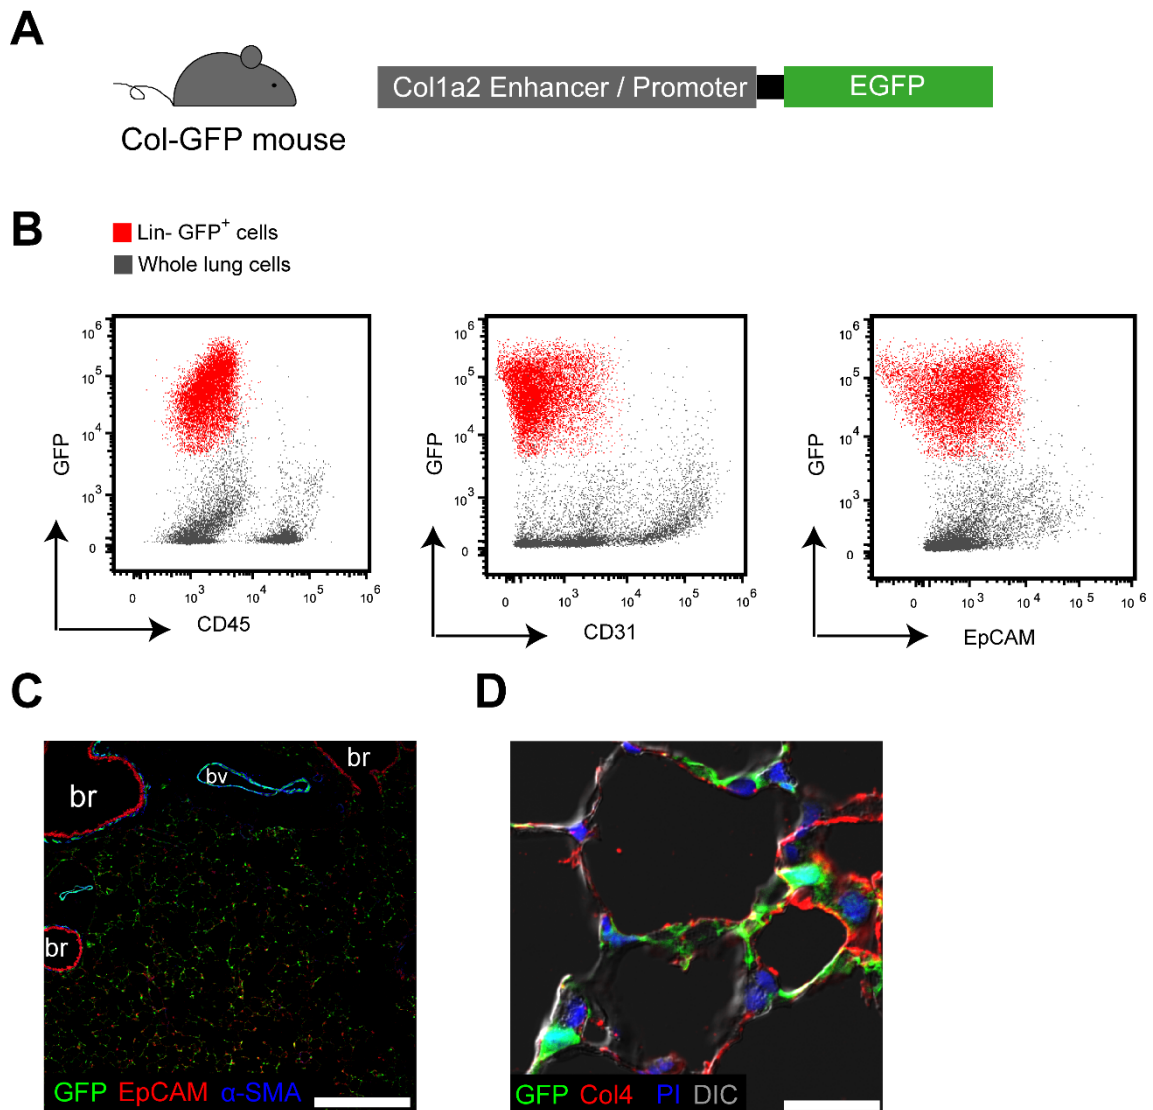 A
Col1a2 Enhancer / Promoter EGFP
Col-GFP mouse
B
Lin- GFP+ cells
Whole lung cells
10^6
10^5
10^4
10^3
0
GFP
0 10^3 10^4 10^5 10^6
CD45
10^6
10^5
10^4
10^3
0
GFP
0 10^3 10^4 10^5 10^6
CD31
10^6
10^5
10^4
10^3
0
GFP
0 10^3 10^4 10^5 10^6
EpCAM
C
br
bv
br
br
GFP EpCAM α-SMA
D
GFP Col4 PI DIC